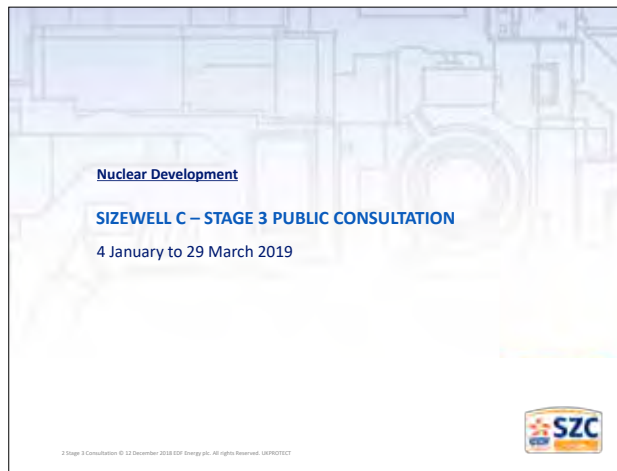 Nuclear Development
SIZEWELL C – STAGE 3 PUBLIC CONSULTATION
4 January to 29 March 2019
2 Stage 3 Consultation © 12 December 2018 EDF Energy plc. All rights Reserved. UKPROTECT
SZC